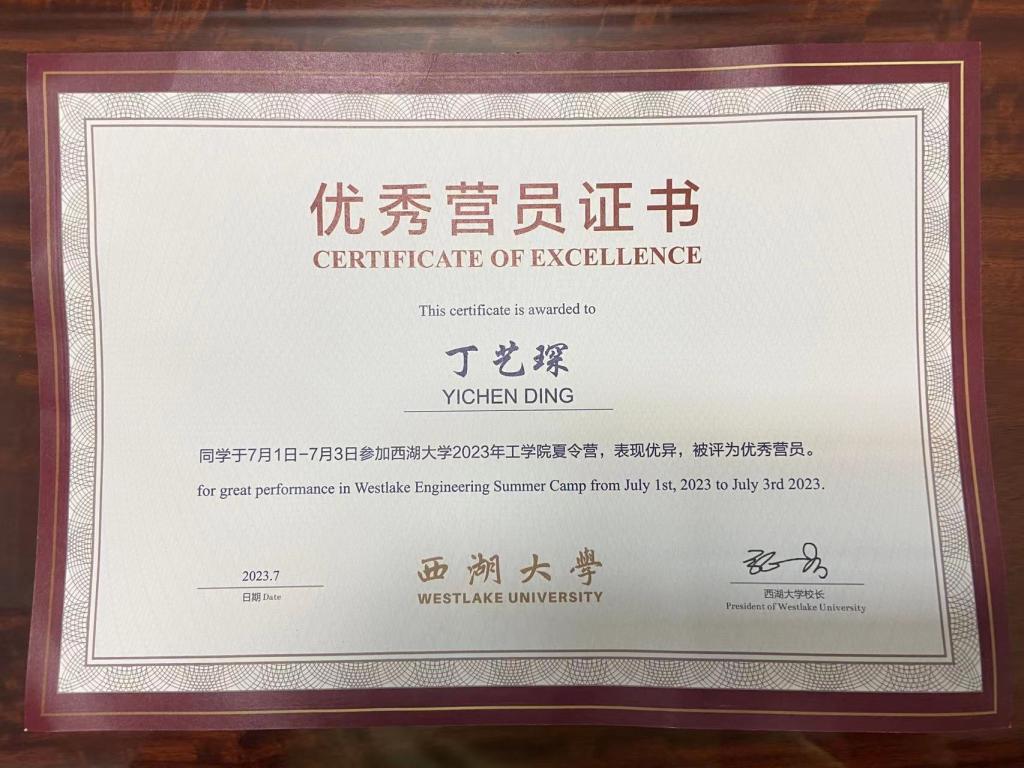 优秀营员证书
CERTIFICATE OF EXCELLENCE
This certificate is awarded to
丁艺琛
YICHEN DING
同学于7月1日-7月3日参加西湖大学2023年工学院夏令营，表现优异，被评为优秀营员。
for great performance in Westlake Engineering Summer Camp from July 1st, 2023 to July 3rd 2023.
2023.7
日期 Date
西湖大學
WESTLAKE UNIVERSITY
西湖大学校长
President of Westlake University